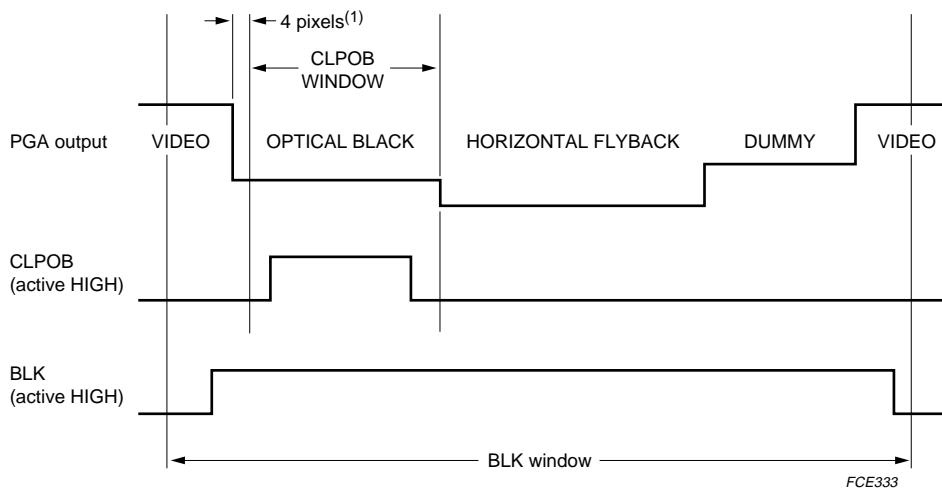 4 pixels(1)
CLPOB
WINDOW
PGA output
VIDEO
OPTICAL BLACK
HORIZONTAL FLYBACK
DUMMY
VIDEO
CLPOB
(active HIGH)
BLK
(active HIGH)
BLK window
FCE333